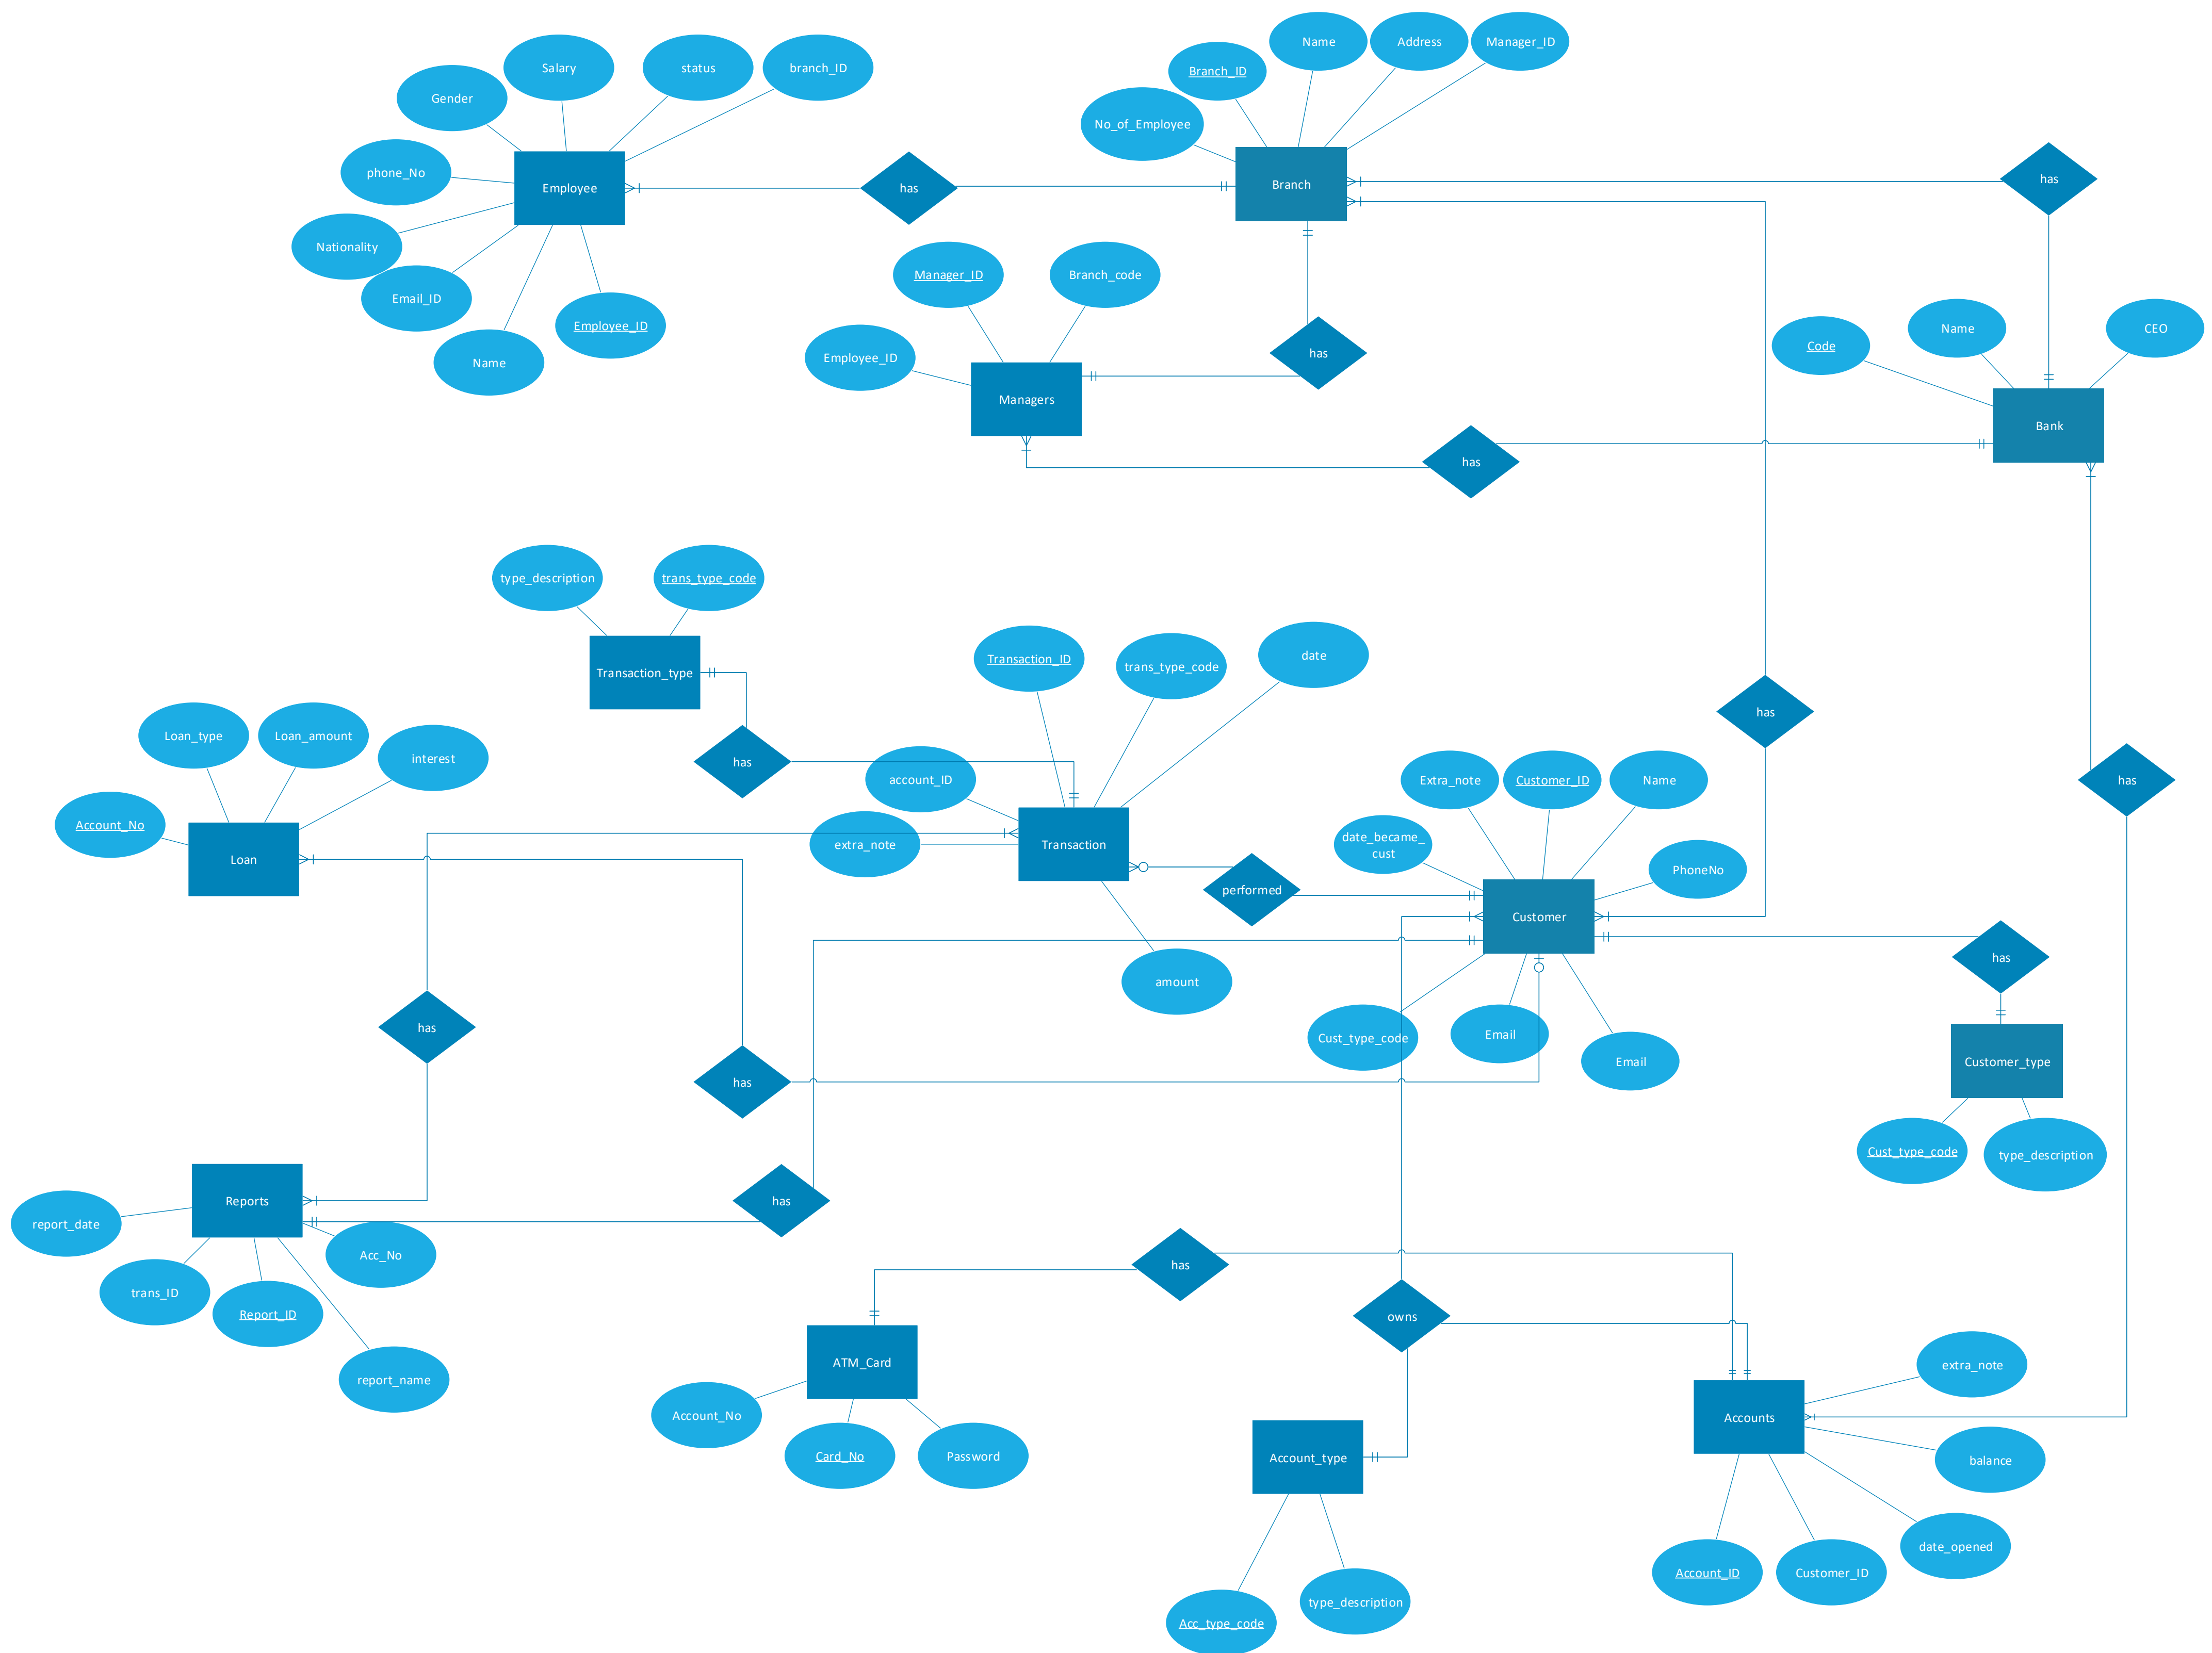 Name
Address
Manager_ID
Salary
status
branch_ID
Branch_ID
Gender
No_of_Employee
phone_No
Employee
has
Branch
has
Nationality
Manager_ID
Branch_code
Email_ID
Employee_ID
Name
CEO
Code
Name
Employee_ID
has
Managers
Bank
has
type_description
trans_type_code
Transaction_ID
trans_type_code
date
Transaction_type
has
Loan_type
Loan_amount
interest
has
account_ID
Extra_note
Customer_ID
Name
has
Account_No
date_became_
cust
extra_note
Transaction
Loan
PhoneNo
performed
Customer
has
amount
has
Cust_type_code
Email
Email
Customer_type
has
Cust_type_code
type_description
Reports
has
report_date
Acc_No
has
trans_ID
Report_ID
owns
report_name
ATM_Card
extra_note
Account_No
Accounts
Card_No
Password
Account_type
balance
date_opened
Account_ID
Customer_ID
Acc_type_code
type_description